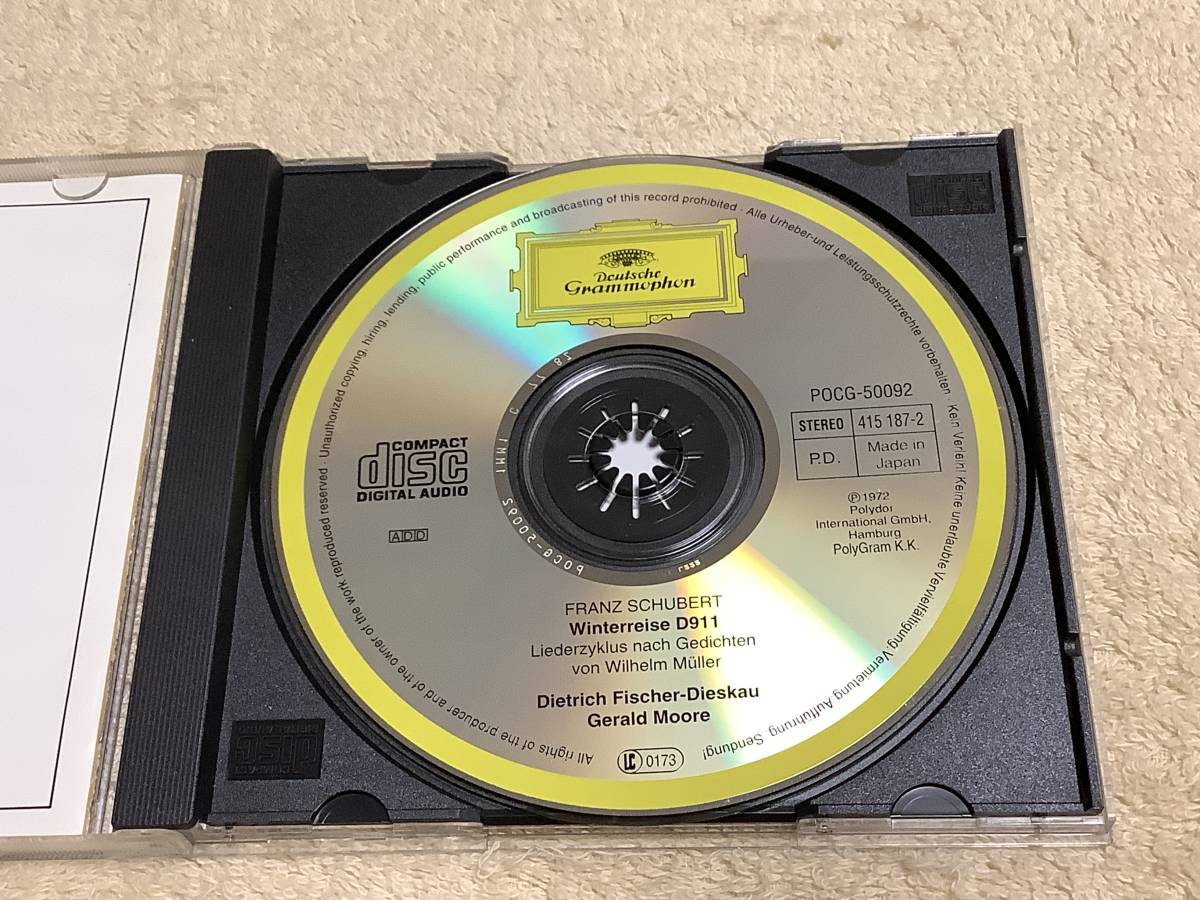 All rights of the producer and of the owner of the work reproduced reserved · Unauthorized copying, hiring, lending, public performance and broadcasting of this record prohibited · Alle Urheber-und Leistungsschutzrechte vorbehalten · Kein Verleih! Keine unerlaubte Vervielfältigung, Vermietung, Aufführung, Sendung!
Deutsche
Grammophon
POCG-50092
STEREO 415 187-2
P.D. Made in
Japan
COMPACT
disc
DIGITAL AUDIO
ADD
℗ 1972
Polydor
International GmbH,
Hamburg
PolyGram K.K.
POCG-50092
FRANZ SCHUBERT
Winterreise D911
Liederzyklus nach Gedichten
von Wilhelm Müller
Dietrich Fischer-Dieskau
Gerald Moore
LC 0173